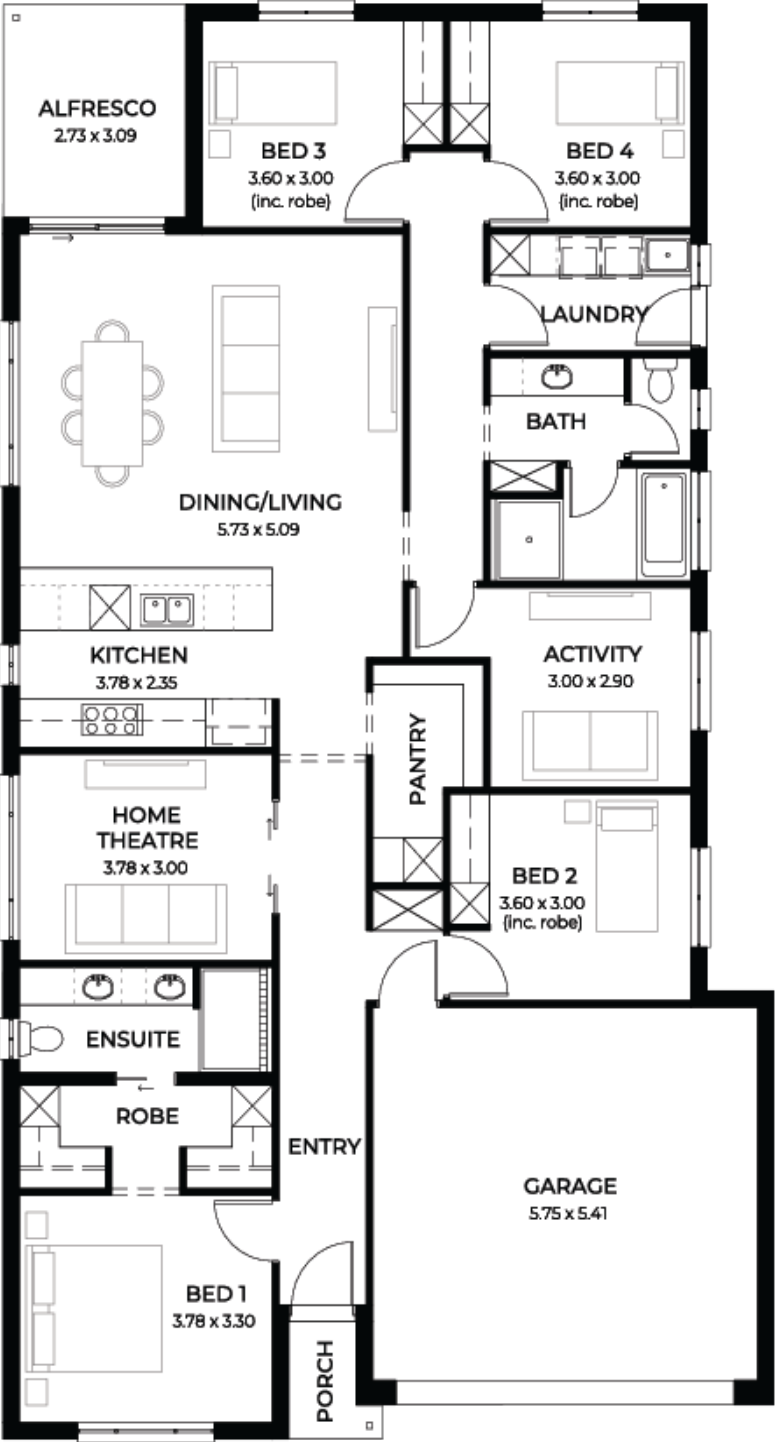 ALFRESCO
2.73 x 3.09
BED 3
3.60 x 3.00
(inc. robe)
BED 4
3.60 x 3.00
(inc. robe)
LAUNDRY
BATH
DINING/LIVING
5.73 x 5.09
KITCHEN
3.78 x 2.35
ACTIVITY
3.00 x 2.90
PANTRY
HOME
THEATRE
3.78 x 3.00
BED 2
3.60 x 3.00
(inc. robe)
ENSUITE
ROBE
ENTRY
GARAGE
5.75 x 5.41
BED 1
3.78 x 3.30
PORCH